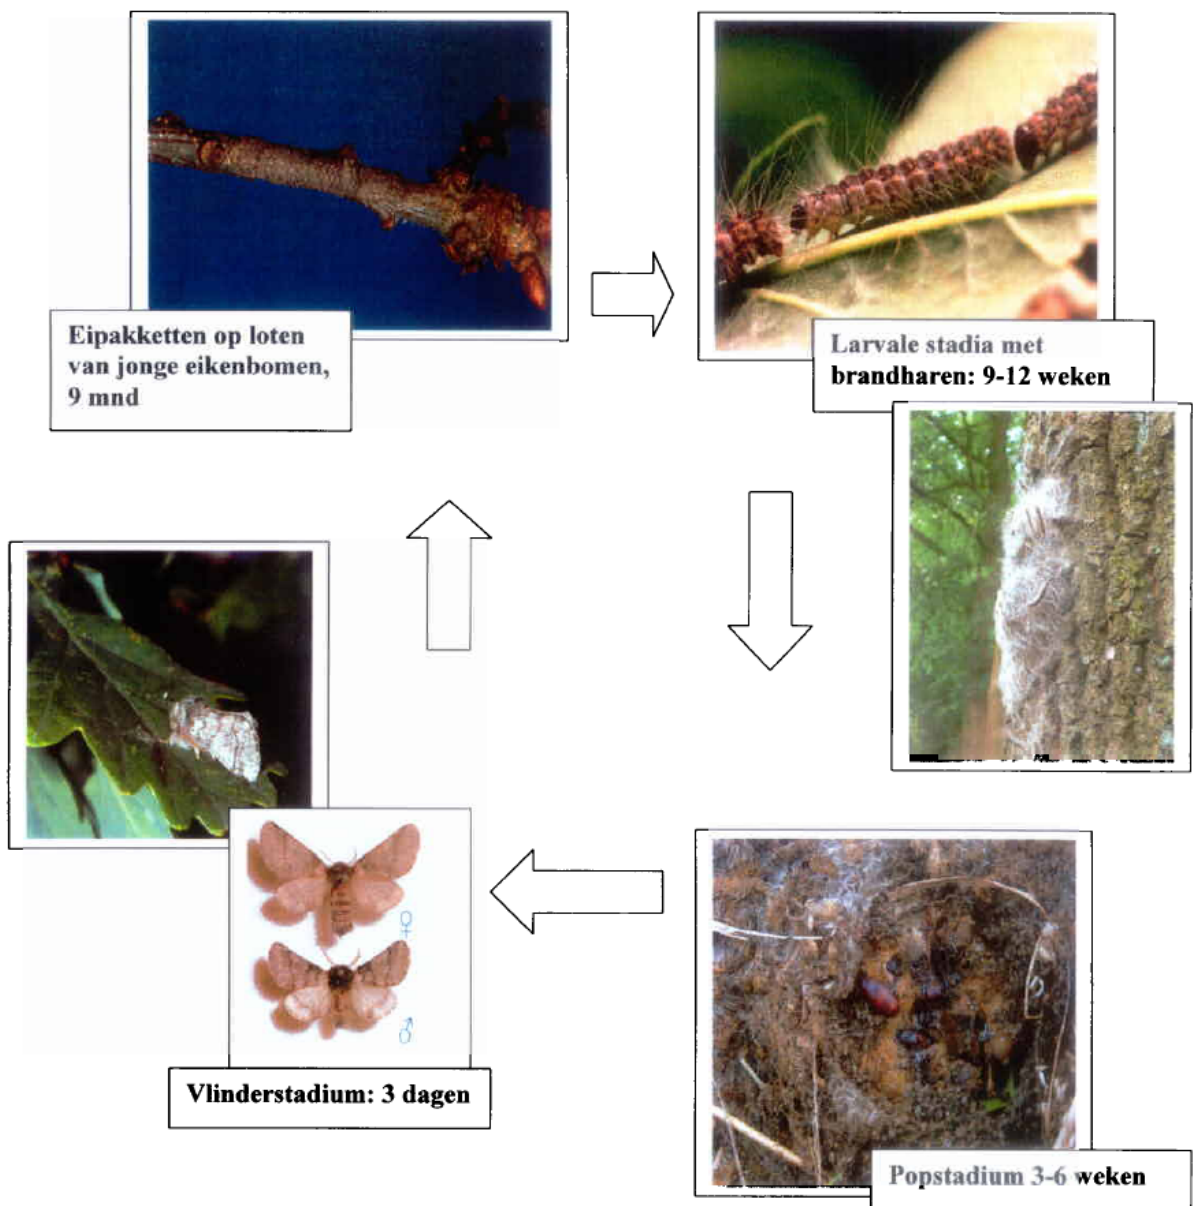 Eipakketten op loten
van jonge eikenbomen,
9 mnd
Larvale stadia met
brandharen: 9-12 weken
♀
♂
Vlinderstadium: 3 dagen
Popstadium 3-6 weken